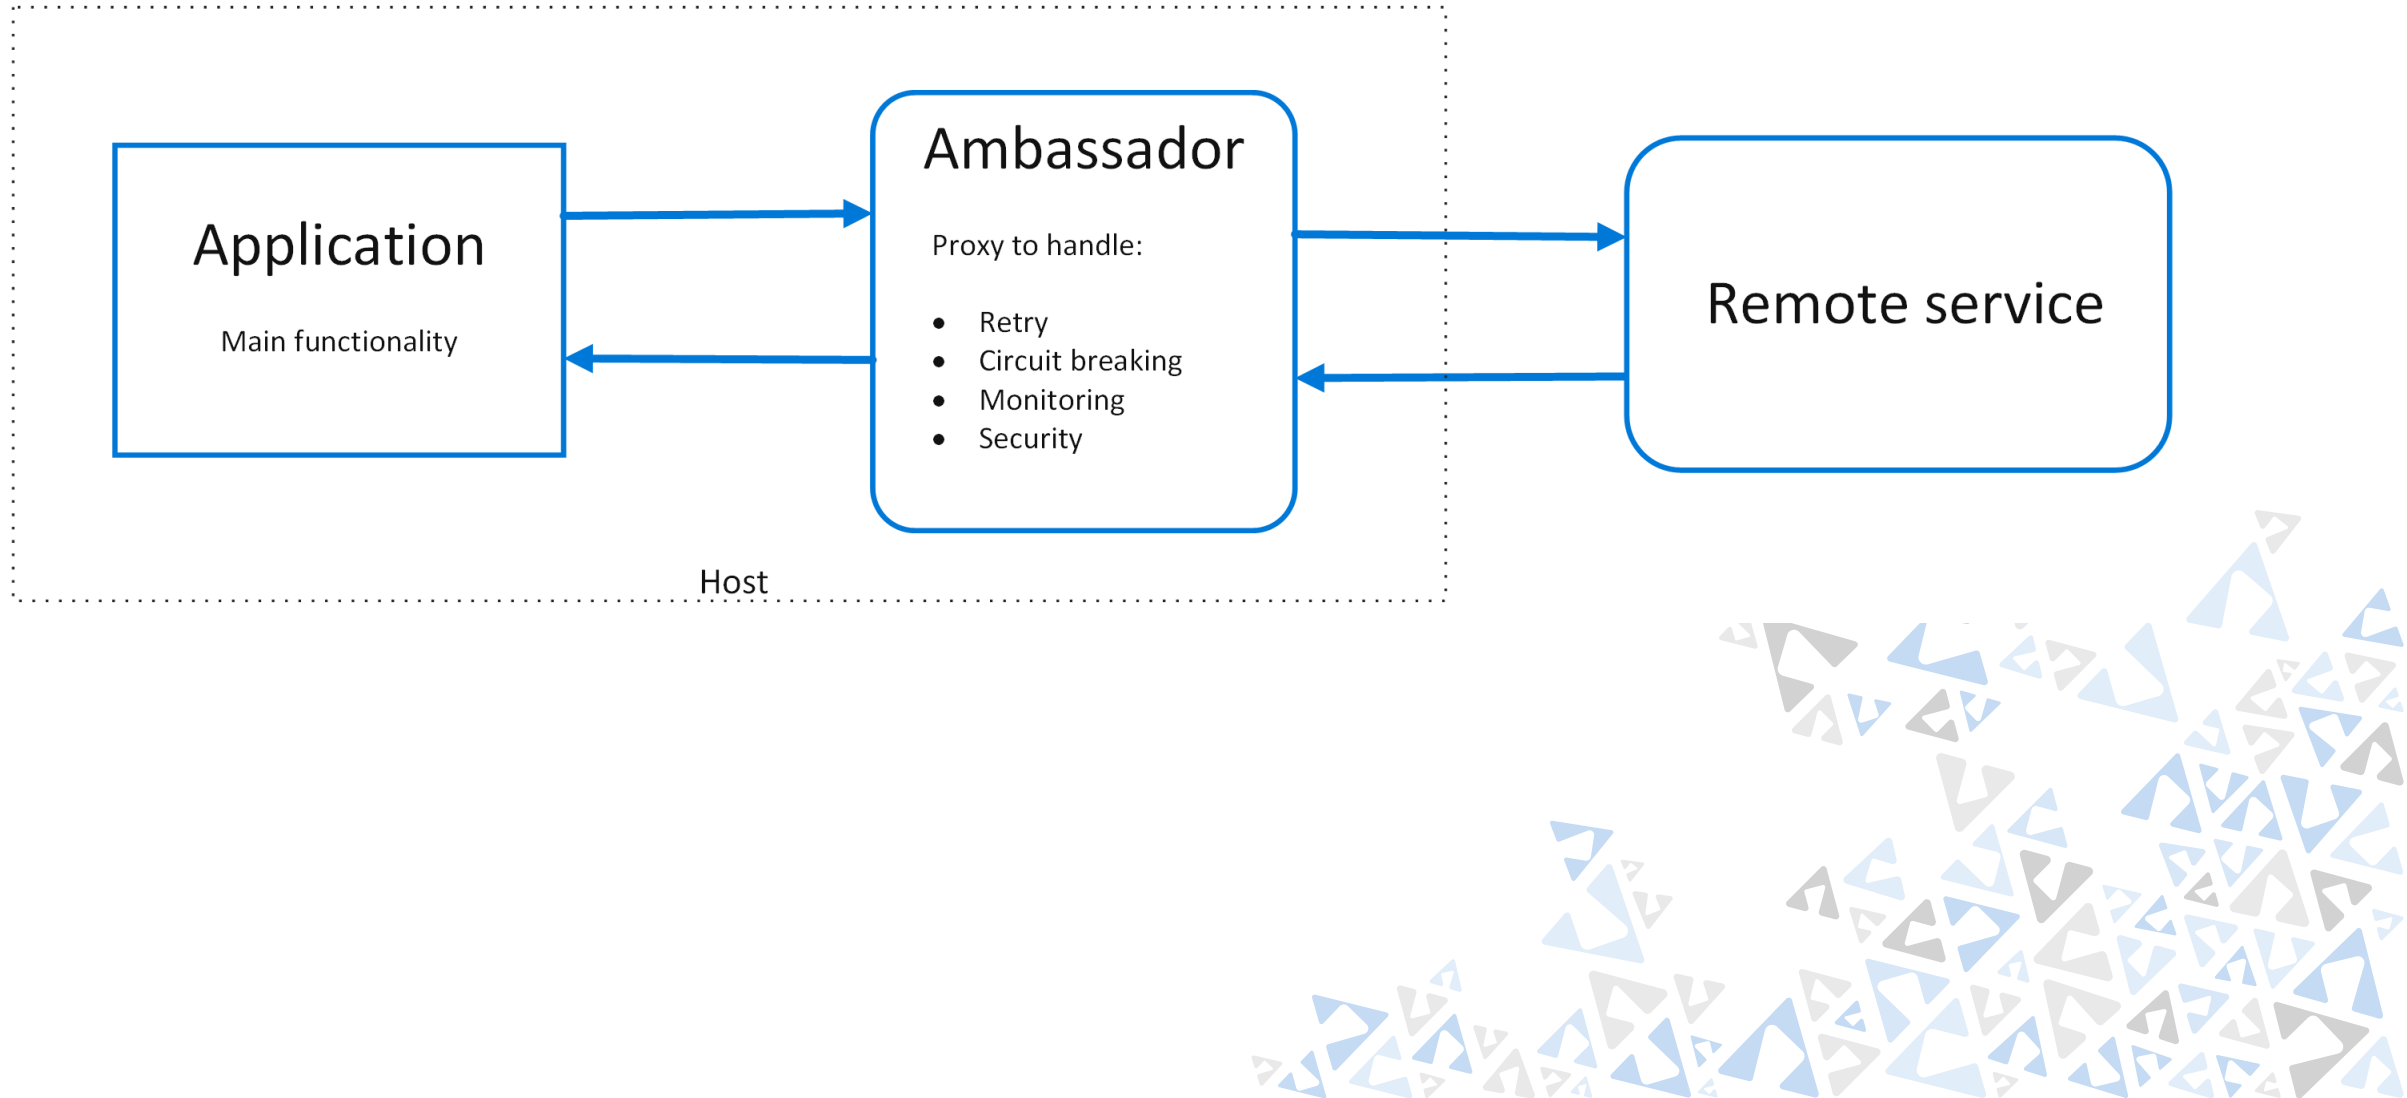 Application
Main functionality
Ambassador
Proxy to handle:
● Retry
● Circuit breaking
● Monitoring
● Security
Remote service
Host